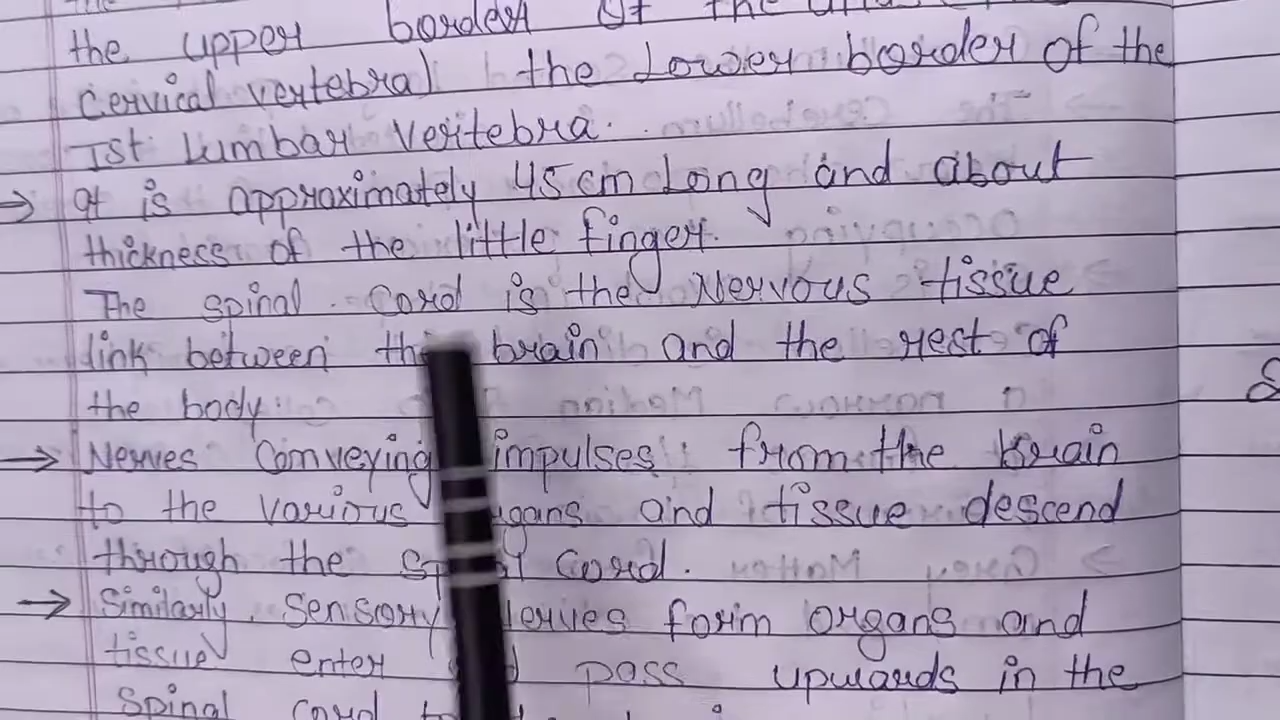 the upper border of the
Cervical vertebral the Lower border of the
Ist Lumbar Veritebra.
→ It is approximately 45 cm Long and about
thickness of the little finger.
The spinal Cord is the Nervous tissue
link between the brain and the rest of
the body.
→ Nerves Conveying impulses from the brain
to the various and tissue descend
through the Cord.
→ Similarly, Sensory form organs and
tissue enter pass upwards in the
Spinal Cord